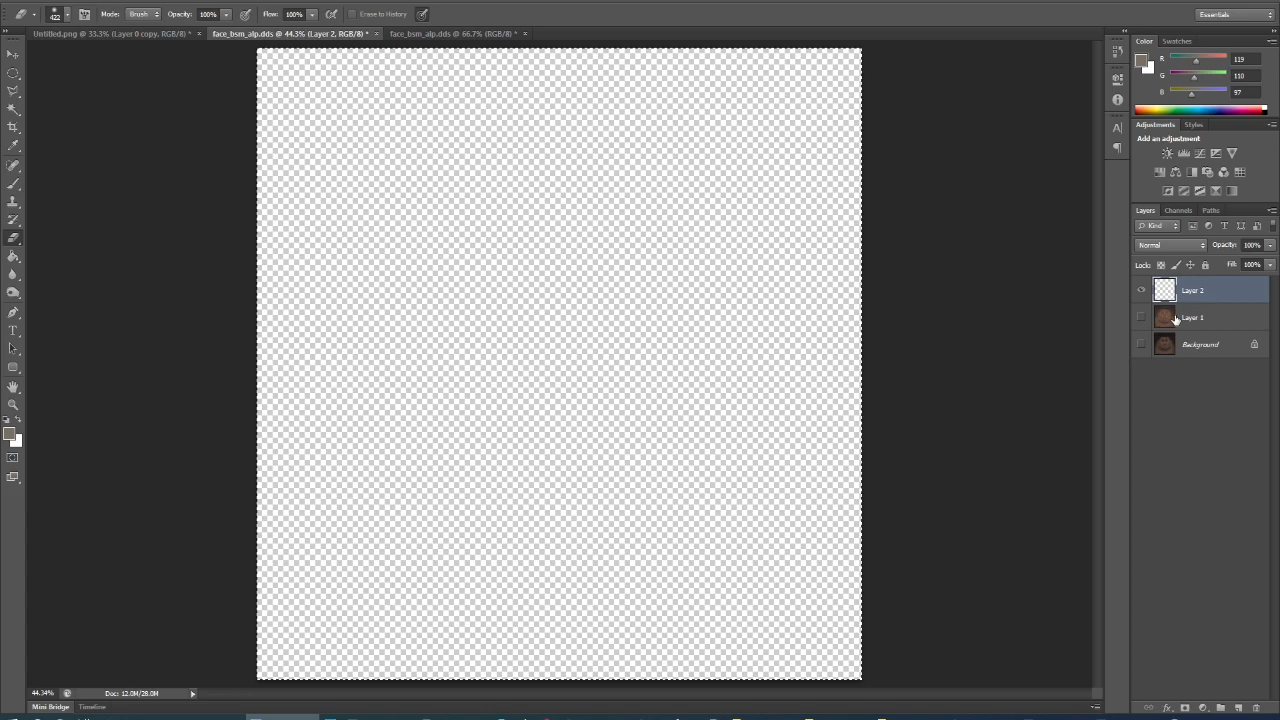 422 Mode: Brush Opacity: 100% Flow: 100% Erase to History Essentials
Untitled.png @ 33.3% (Layer 0 copy, RGB/8) * × face_bsm_alp.dds @ 44.3% (Layer 2, RGB/8) * × face_bsm_alp.dds @ 66.7% (RGB/8) * ×
Color Swatches
R 119
G 110
B 97
Adjustments Styles
Add an adjustment
Layers Channels Paths
Kind
Normal Opacity: 100%
Lock: Fill: 100%
Layer 2
Layer 1
Background
44.34% Doc: 12.0M/28.0M
Mini Bridge Timeline